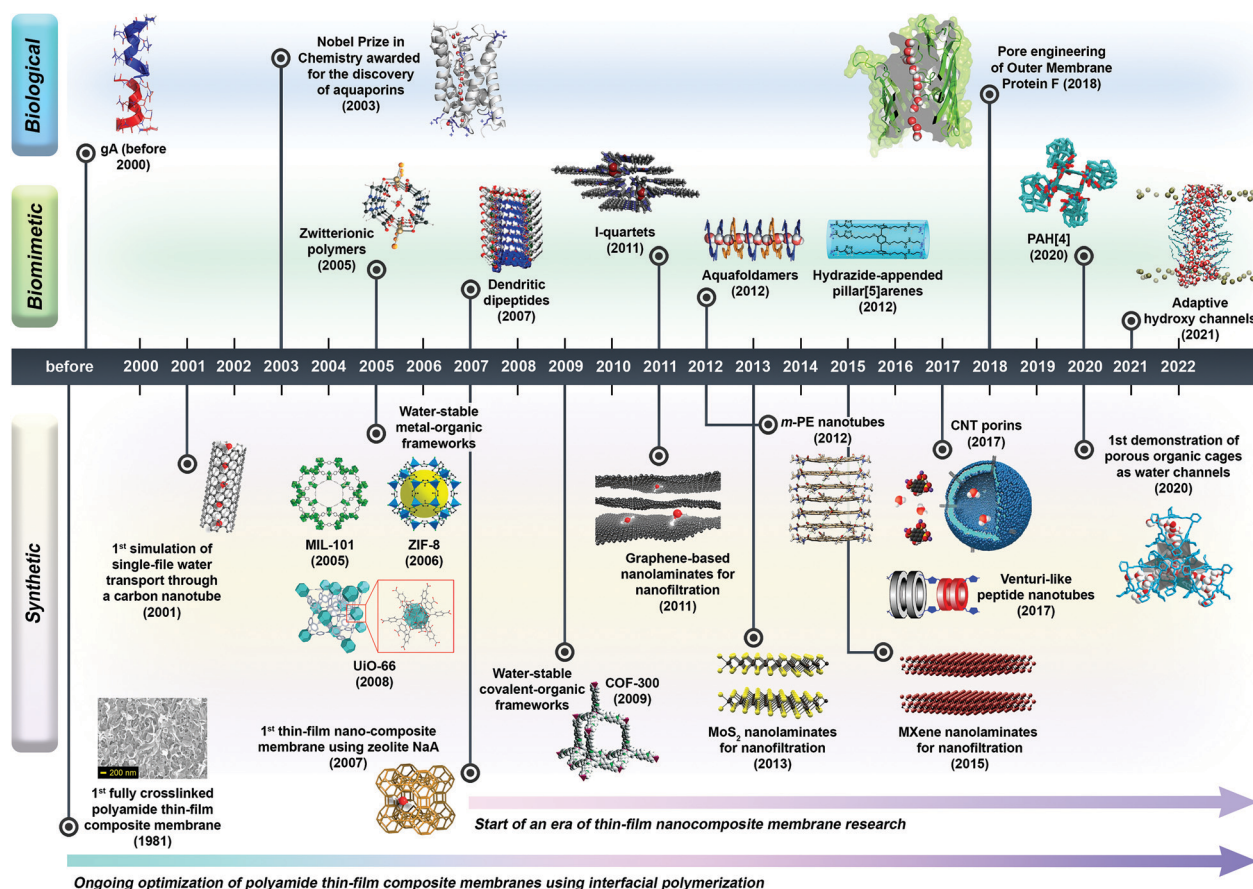 Biological
gA (before
2000)
Nobel Prize in
Chemistry awarded
for the discovery
of aquaporins
(2003)
Pore engineering
of Outer Membrane
Protein F (2018)
Biomimetic
Zwitterionic
polymers
(2005)
Dendritic
dipeptides
(2007)
I-quartets
(2011)
Aquafoldamers
(2012)
Hydrazide-appended
pillar[5]arenes
(2012)
PAH[4]
(2020)
Adaptive
hydroxy channels
(2021)
before 2000 2001 2002 2003 2004 2005 2006 2007 2008 2009 2010 2011 2012 2013 2014 2015 2016 2017 2018 2019 2020 2021 2022
Synthetic
1st simulation of
single-file water
transport through
a carbon nanotube
(2001)
Water-stable
metal-organic
frameworks
MIL-101
(2005)
ZIF-8
(2006)
UiO-66
(2008)
Graphene-based
nanolaminates for
nanofiltration
(2011)
m-PE nanotubes
(2012)
CNT porins
(2017)
Venturi-like
peptide nanotubes
(2017)
1st demonstration of
porous organic cages
as water channels
(2020)
200 nm
1st fully crosslinked
polyamide thin-film
composite membrane
(1981)
1st thin-film nano-composite
membrane using zeolite NaA
(2007)
Water-stable
covalent-organic
frameworks
COF-300
(2009)
MoS2 nanolaminates
for nanofiltration
(2013)
MXene nanolaminates
for nanofiltration
(2015)
Start of an era of thin-film nanocomposite membrane research
Ongoing optimization of polyamide thin-film composite membranes using interfacial polymerization